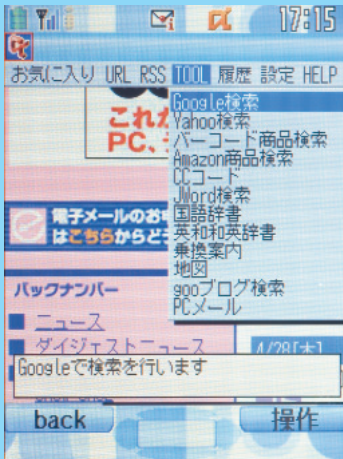 17:15
お気に入り URL RSS TOOL 履歴 設定 HELP
Google検索
Yahoo検索
バーコード商品検索
Amazon商品検索
CCコード
JWord検索
国語辞書
英和和英辞書
乗換案内
地図
gooブログ検索
PCメール
これ
PC、
電子メールのお
はこちらからど
バックナンバー
ニュース
ダイジェストニュース
4/28[木]
Googleで検索を行います
back
操作